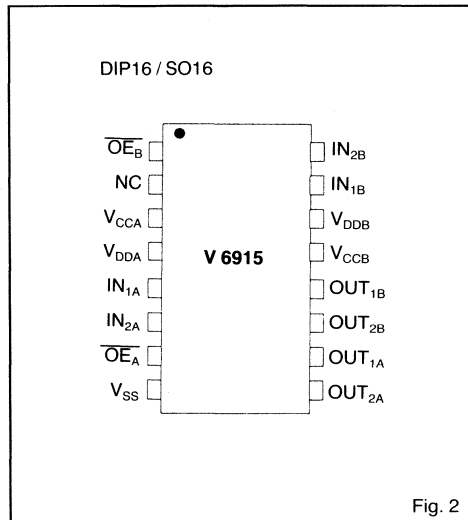 DIP16 / SO16
OE_B
NC
V_CCA
V_DDA
IN_1A
IN_2A
OE_A
V_SS
V 6915
IN_2B
IN_1B
V_DDB
V_CCB
OUT_1B
OUT_2B
OUT_1A
OUT_2A
Fig. 2